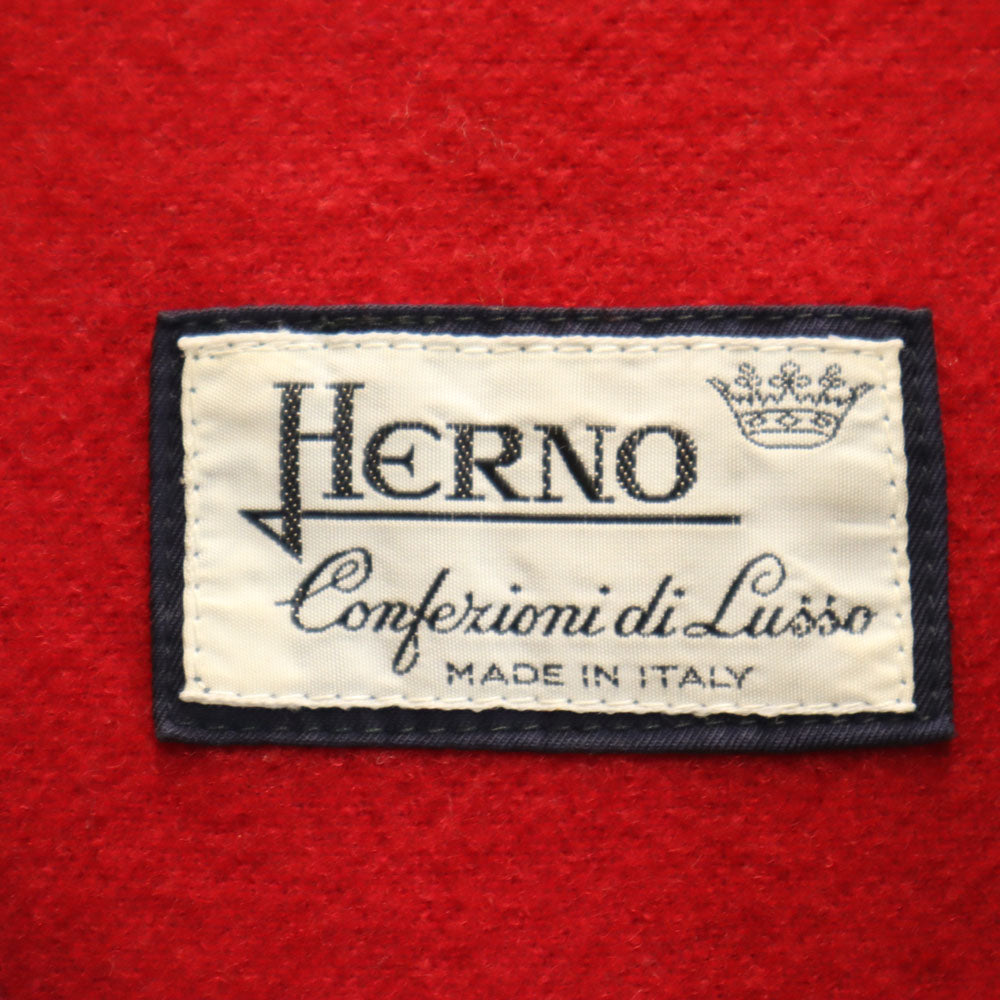 HERNO
Confezioni di Lusso
MADE IN ITALY